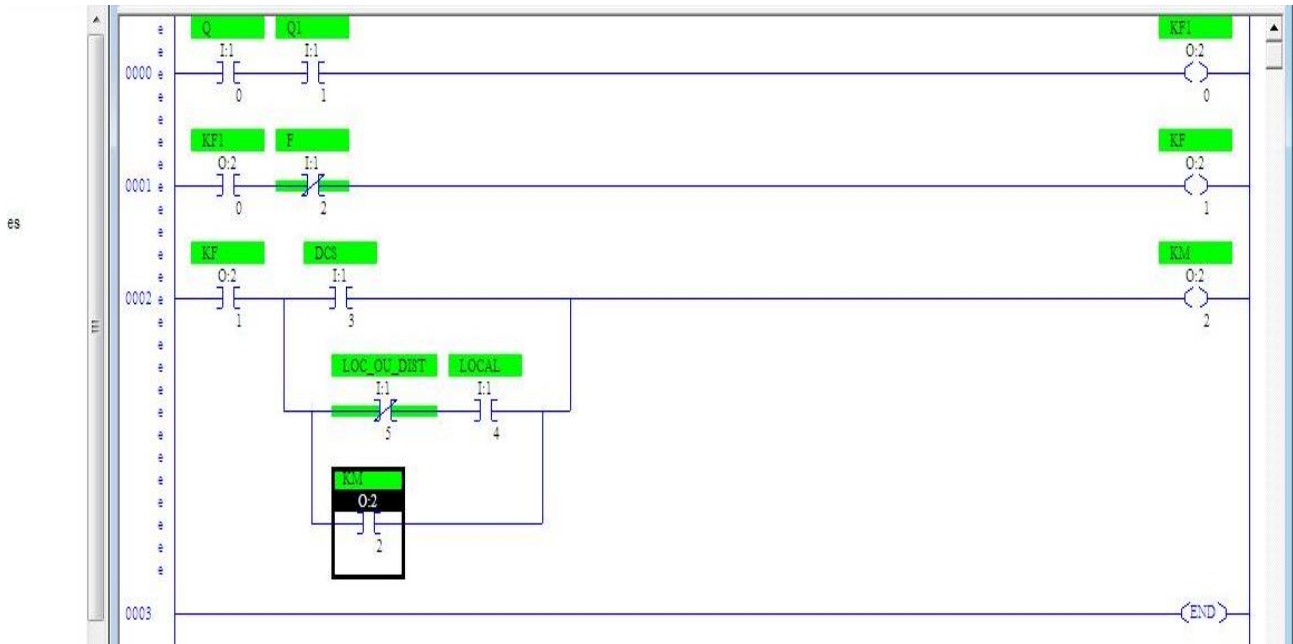 e Q Q1 KF1
e I:1 I:1 O:2
0000 e
e 0 1 0
e
e KF1 F KF
e O:2 I:1 O:2
0001 e
e 0 2 1
es
e
e KF DCS KM
e O:2 I:1 O:2
0002 e
e 1 3 2
e
e
e LOC_OU_DIST LOCAL
e I:1 I:1
e
e 5 4
e
e KM
e O:2
e
e 2
e
0003 END